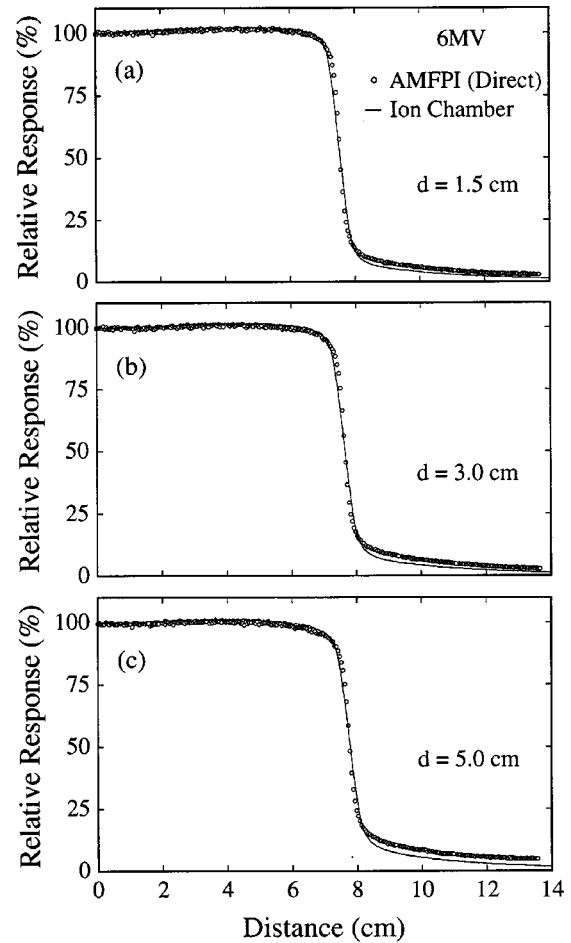 100
75
50
25
0
Relative Response (%)
(a)
6MV
AMFPI (Direct)
Ion Chamber
d = 1.5 cm
100
75
50
25
0
Relative Response (%)
(b)
d = 3.0 cm
100
75
50
25
0
Relative Response (%)
(c)
d = 5.0 cm
0 2 4 6 8 10 12 14
Distance (cm)